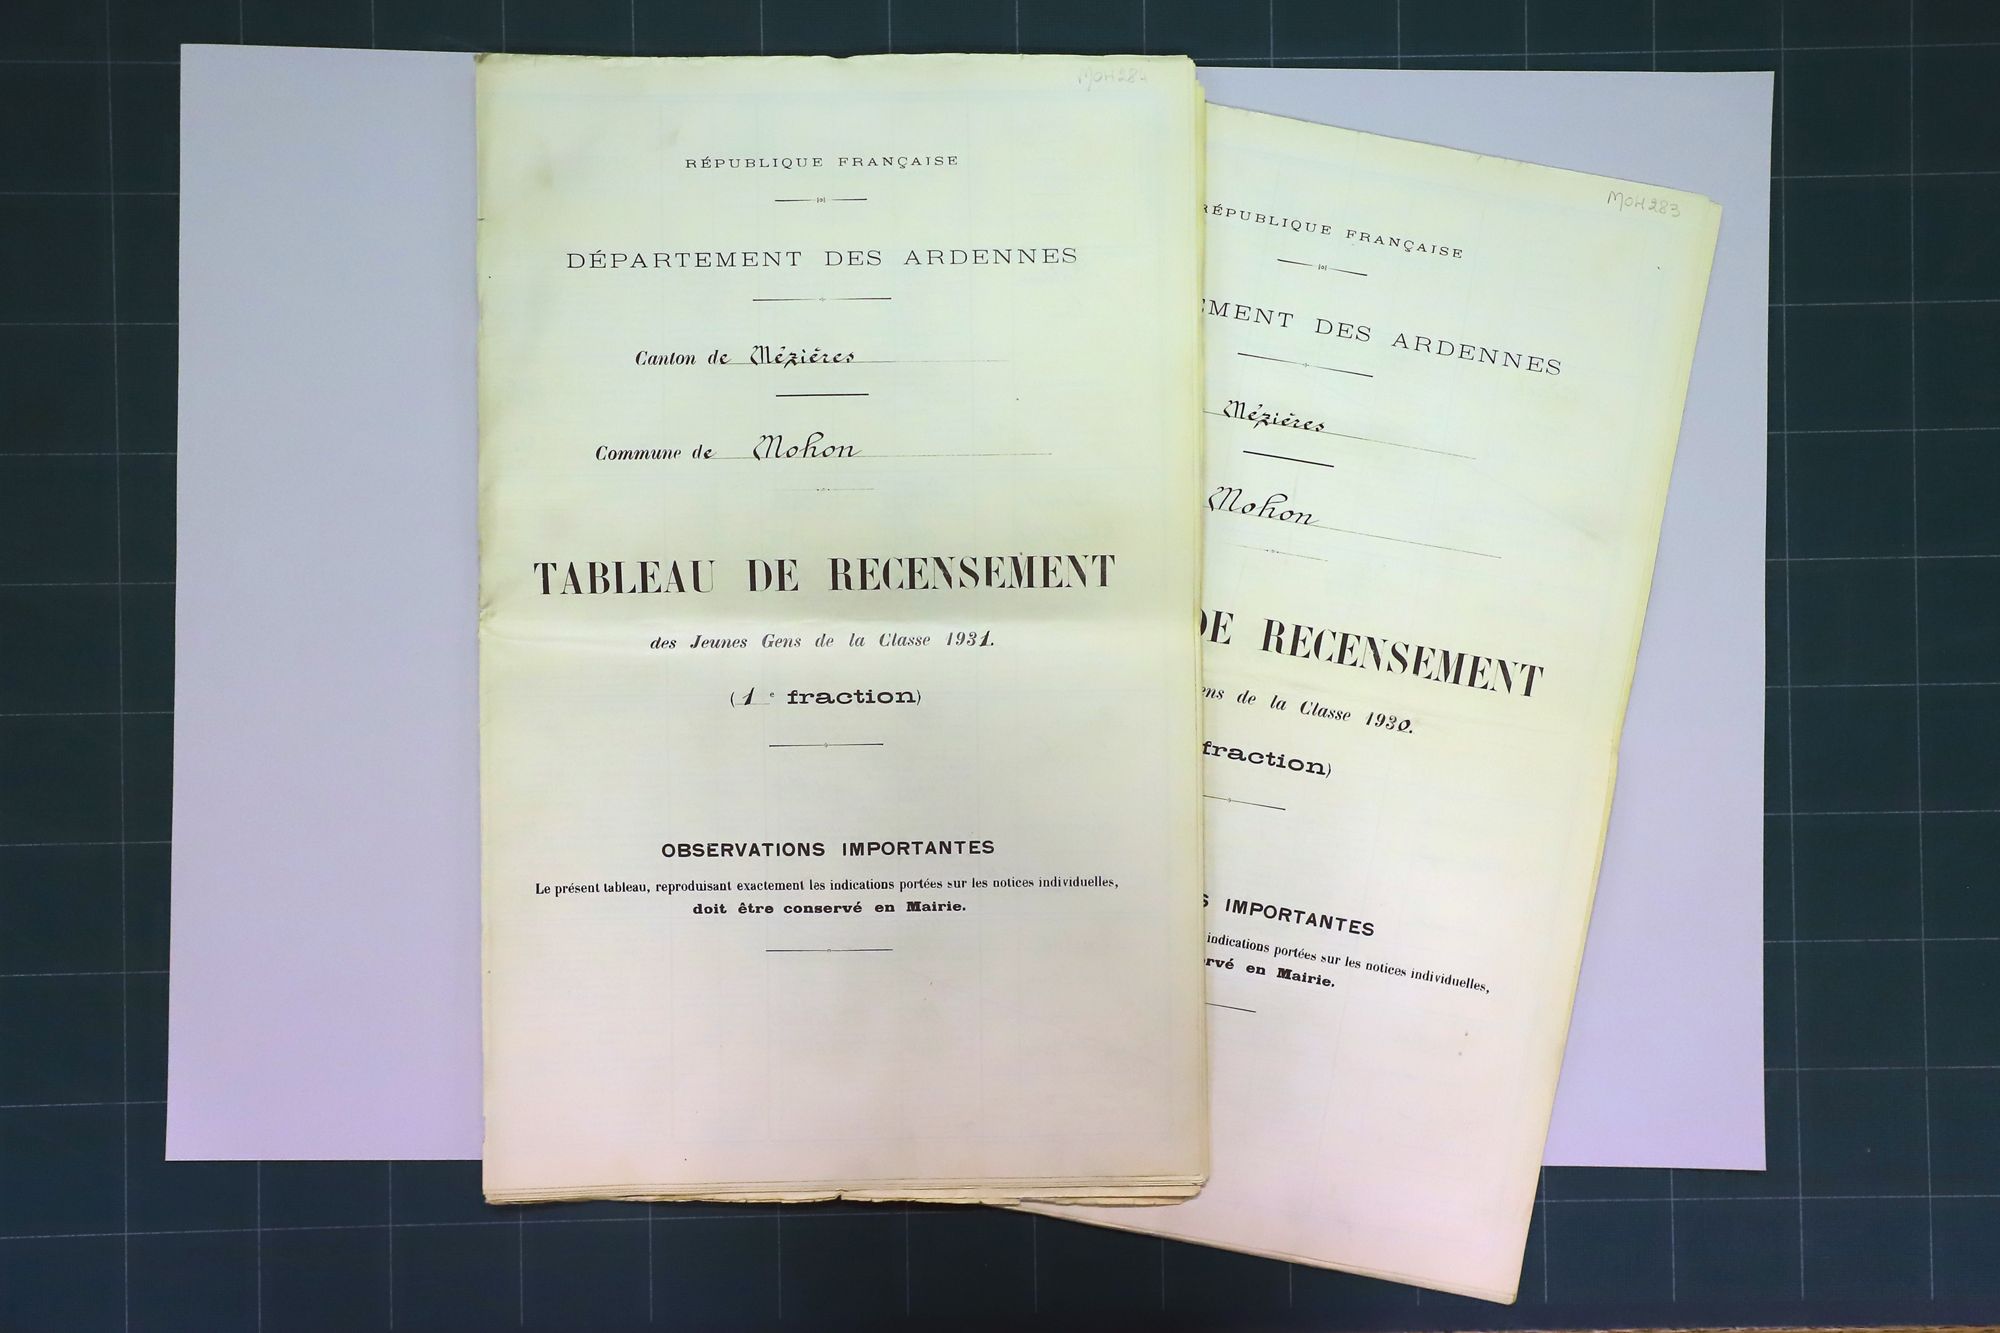 MOH282
RÉPUBLIQUE FRANÇAISE
DÉPARTEMENT DES ARDENNES
Canton de Mézières
Commune de Mohon
TABLEAU DE RECENSEMENT
des Jeunes Gens de la Classe 1931.
(1e fraction)
OBSERVATIONS IMPORTANTES
Le présent tableau, reproduisant exactement les indications portées sur les notices individuelles,
doit être conservé en Mairie.
MOH283
RÉPUBLIQUE FRANÇAISE
EMENT DES ARDENNES
Mézières
Mohon
DE RECENSEMENT
ens de la Classe 1930.
fraction)
S IMPORTANTES
indications portées sur les notices individuelles,
rvé en Mairie.